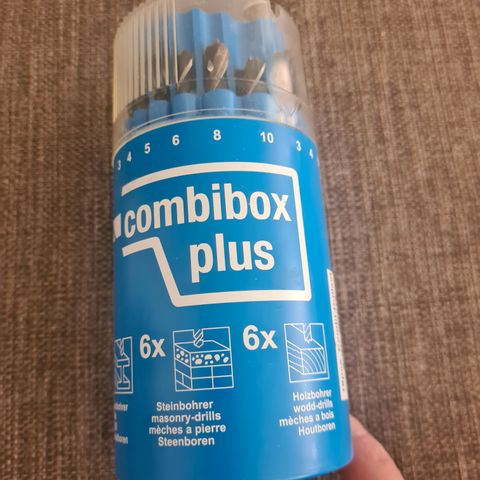 3 4 5 6 8 10 3 4
combibox
plus
6x
6x
Steinbohrer
masonry-drills
mèches a pierre
Steenboren
Holzbohrer
wodd-drills
mèches a bois
Houtboren